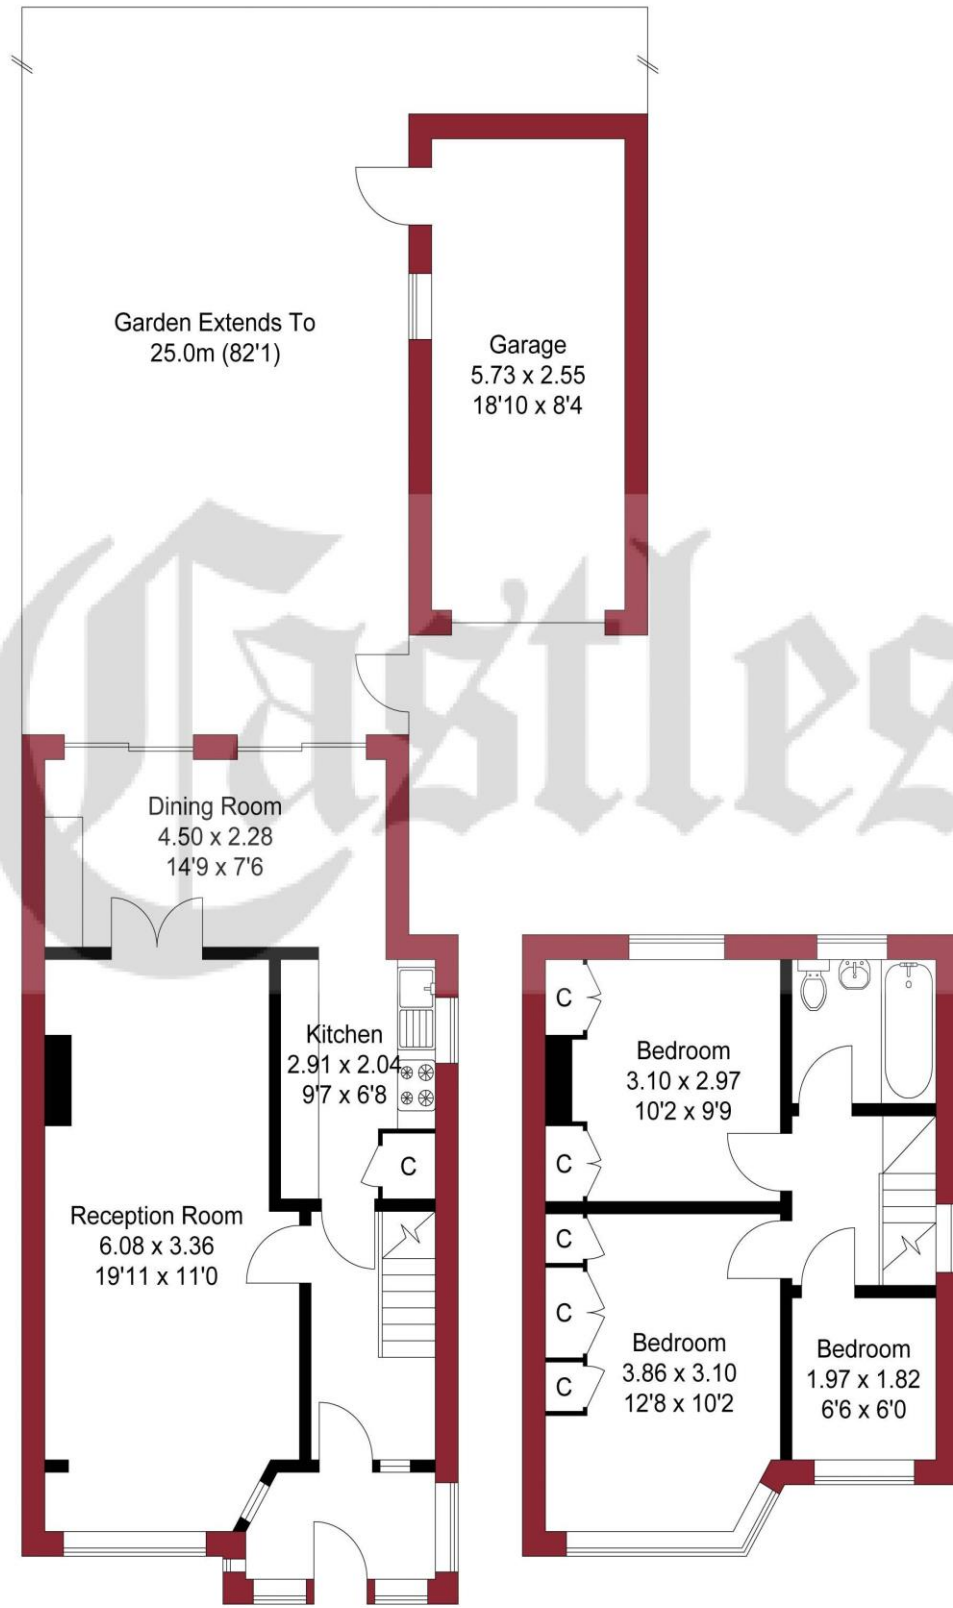 Garden Extends To
25.0m (82'1)
Garage
5.73 x 2.55
18'10 x 8'4
Castles
Dining Room
4.50 x 2.28
14'9 x 7'6
Kitchen
2.91 x 2.04
9'7 x 6'8
C
Reception Room
6.08 x 3.36
19'11 x 11'0
C
Bedroom
3.10 x 2.97
10'2 x 9'9
C
C
C
C
Bedroom
3.86 x 3.10
12'8 x 10'2
Bedroom
1.97 x 1.82
6'6 x 6'0